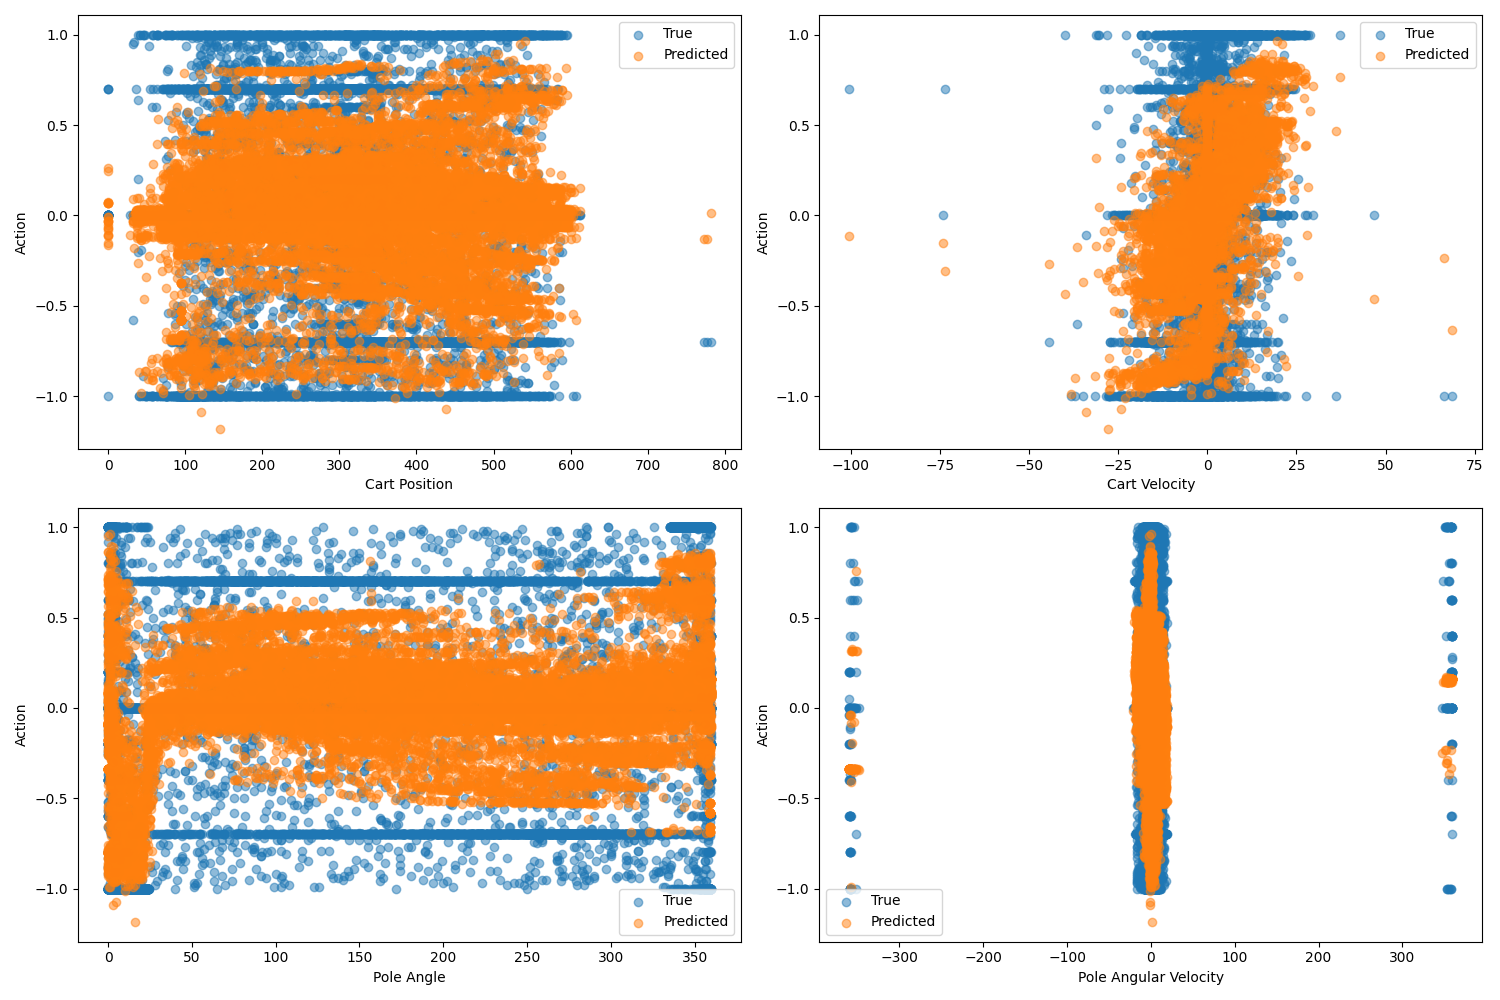 1.0
0.5
0.0
−0.5
−1.0
Action
True
Predicted
0 100 200 300 400 500 600 700 800
Cart Position
1.0
0.5
0.0
−0.5
−1.0
Action
True
Predicted
−100 −75 −50 −25 0 25 50 75
Cart Velocity
1.0
0.5
0.0
−0.5
−1.0
Action
True
Predicted
0 50 100 150 200 250 300 350
Pole Angle
1.0
0.5
0.0
−0.5
−1.0
Action
True
Predicted
−300 −200 −100 0 100 200 300
Pole Angular Velocity